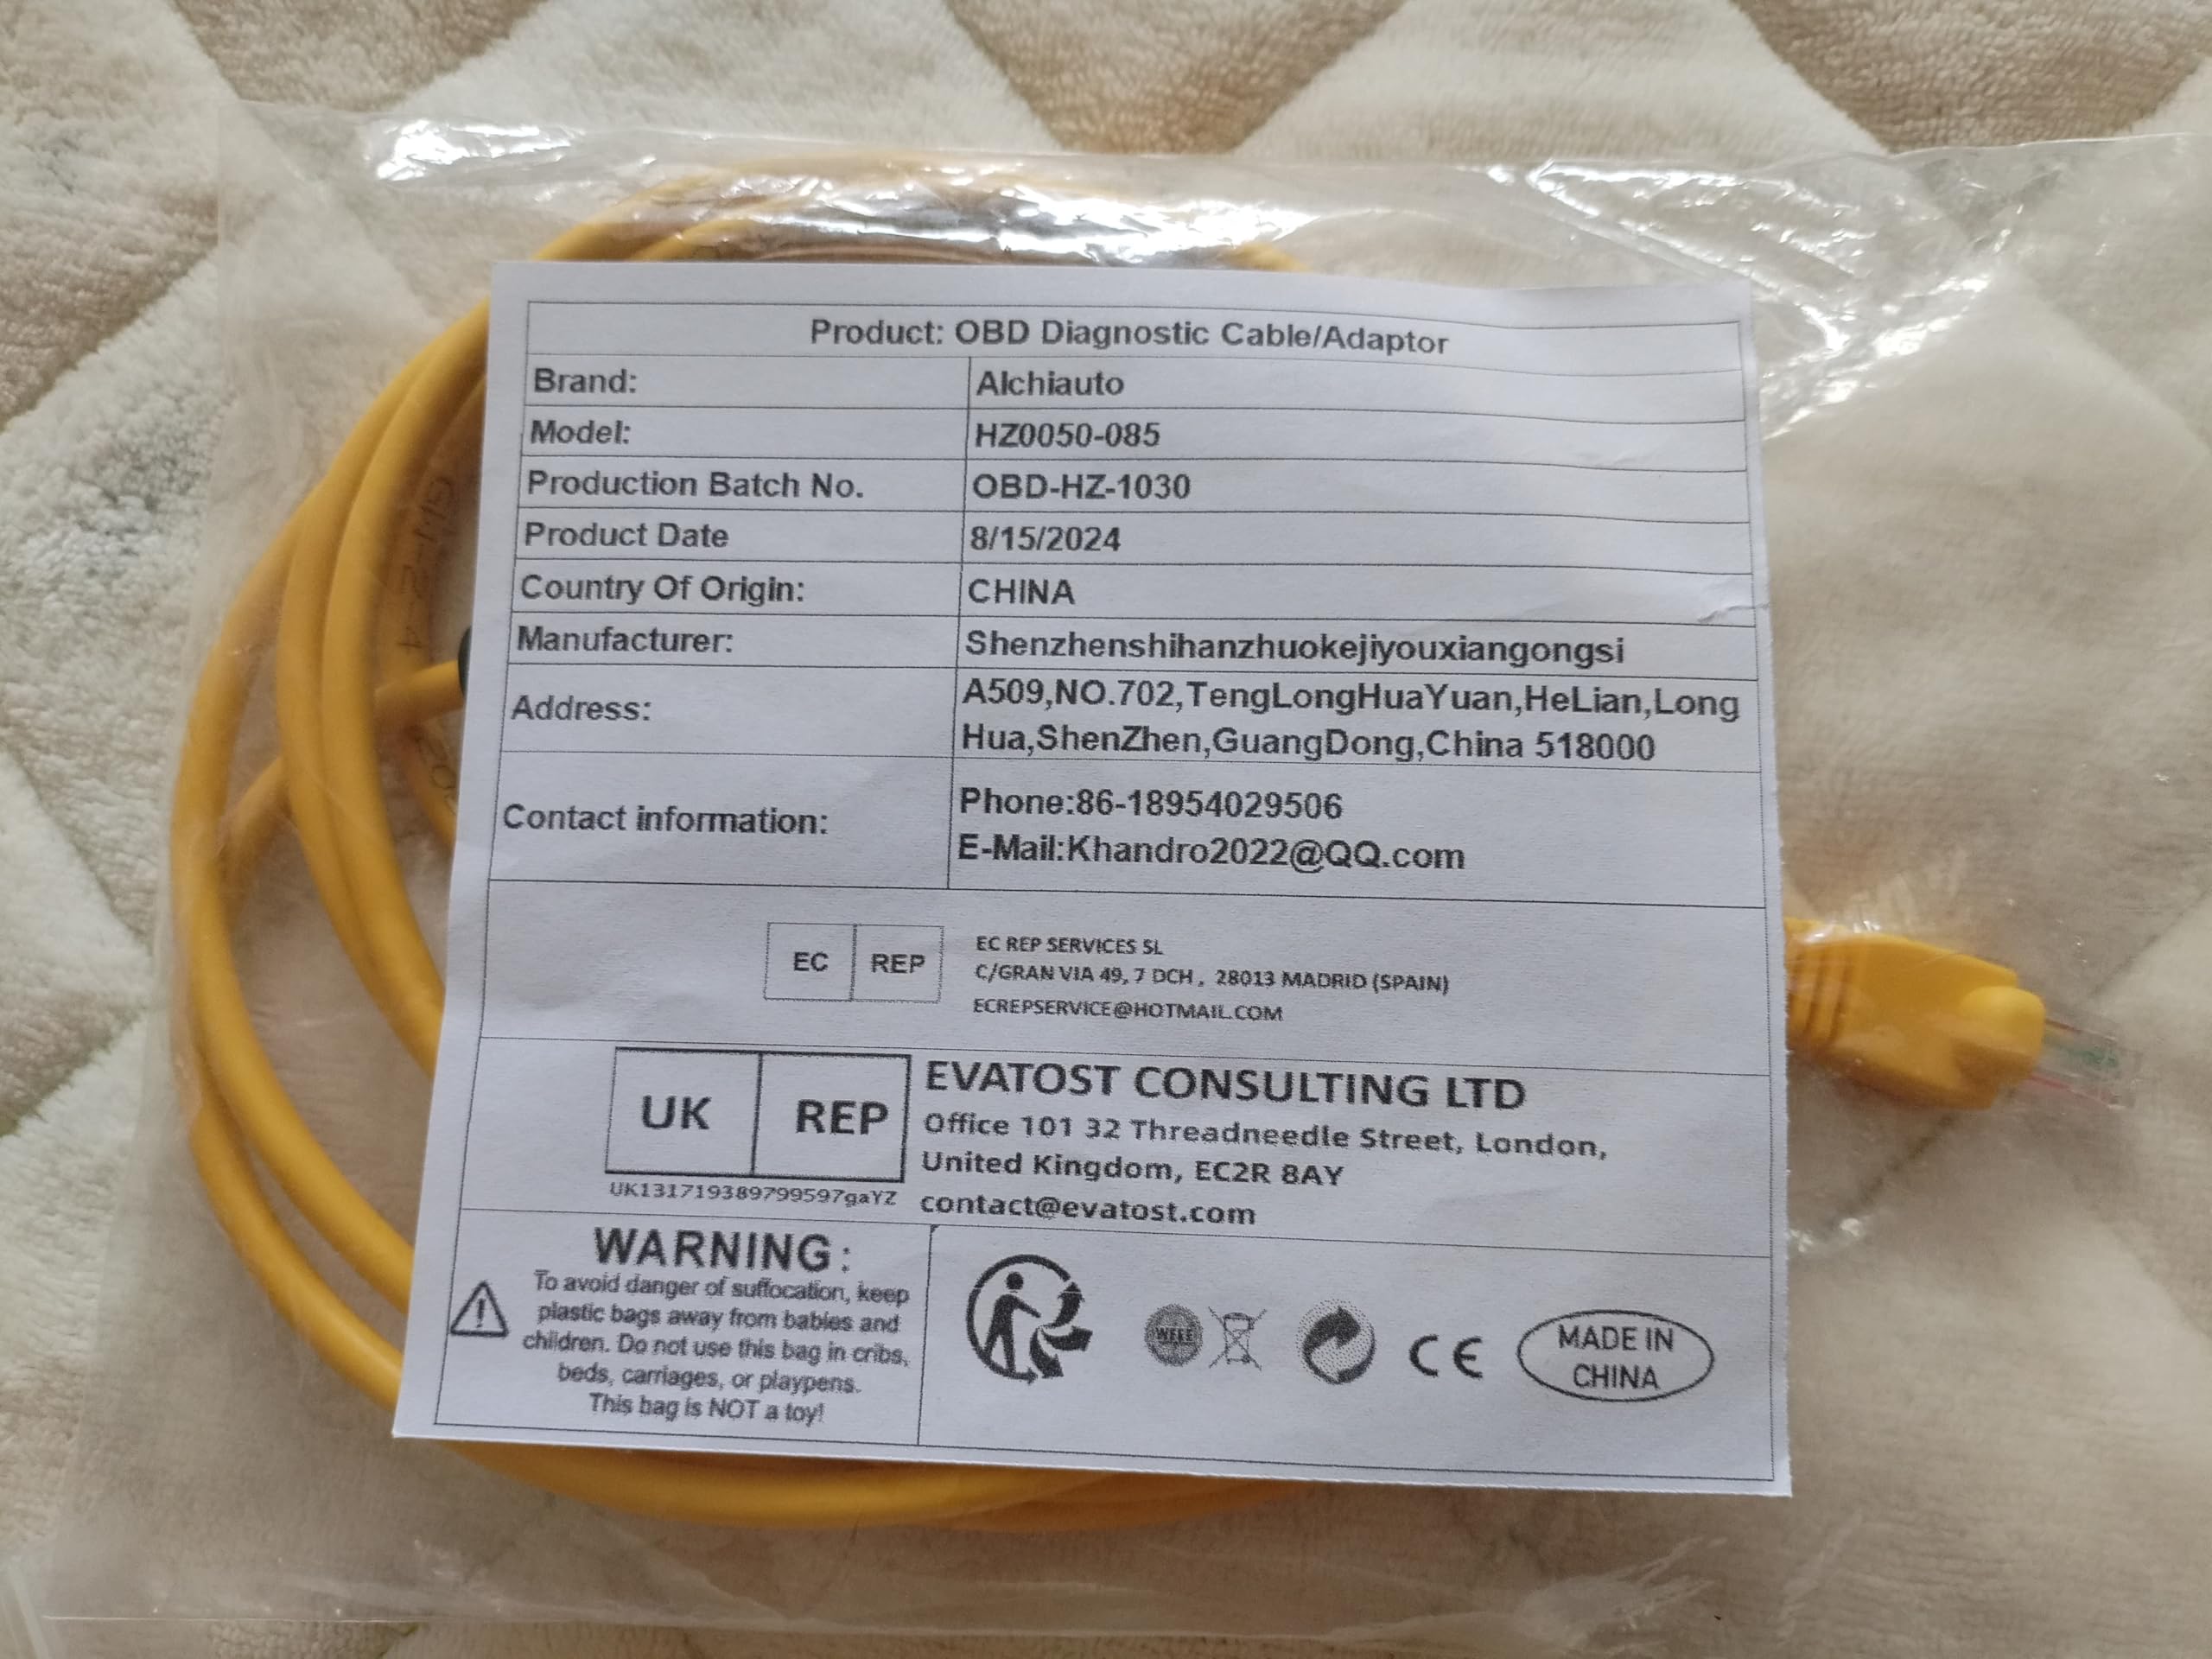 Product: OBD Diagnostic Cable/Adaptor
Brand: Alchiauto
Model: HZ0050-085
Production Batch No. OBD-HZ-1030
Product Date 8/15/2024
Country Of Origin: CHINA
Manufacturer: Shenzhenshihanzhuokejiyouxiangongsi
Address: A509,NO.702,TengLongHuaYuan,HeLian,Long
Hua,ShenZhen,GuangDong,China 518000
Contact information: Phone:86-18954029506
E-Mail:Khandro2022@QQ.com
EC REP
EC REP SERVICES SL
C/GRAN VIA 49, 7 DCH , 28013 MADRID (SPAIN)
ECREPSERVICE@HOTMAIL.COM
UK REP
UK131719389799597gaYZ
EVATOST CONSULTING LTD
Office 101 32 Threadneedle Street, London,
United Kingdom, EC2R 8AY
contact@evatost.com
WARNING:
To avoid danger of suffocation, keep
plastic bags away from babies and
children. Do not use this bag in cribs,
beds, carriages, or playpens.
This bag is NOT a toy!
WEEE
CE
MADE IN
CHINA